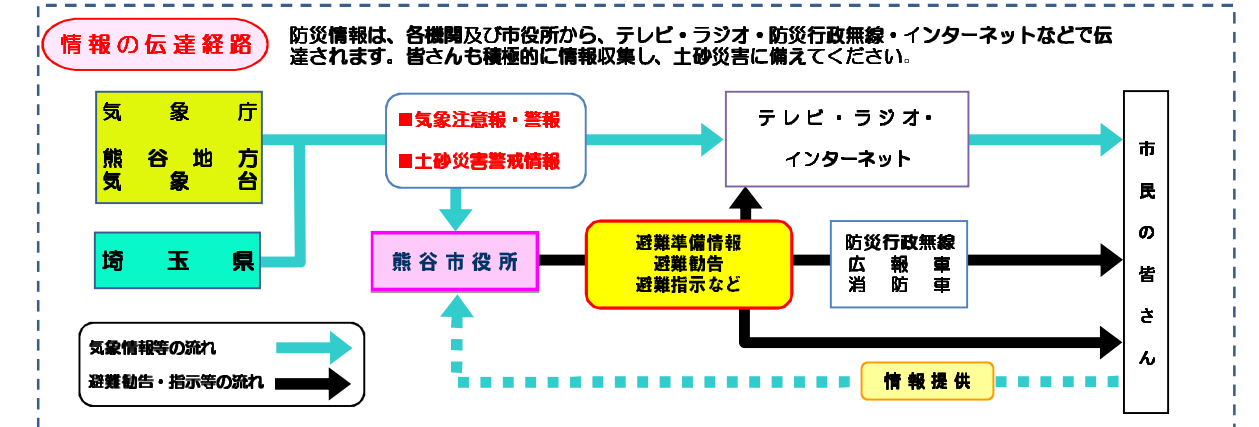 情報の伝達経路
防災情報は、各機関及び市役所から、テレビ・ラジオ・防災行政無線・インターネットなどで伝
達されます。皆さんも積極的に情報収集し、土砂災害に備えてください。
気象庁
熊谷地方
気象台
埼玉県
■気象注意報・警報
■土砂災害警戒情報
テレビ・ラジオ・
インターネット
熊谷市役所
避難準備情報
避難勧告
避難指示など
防災行政無線
広報車
消防車
市民の皆さん
気象情報等の流れ
避難勧告・指示等の流れ
情報提供